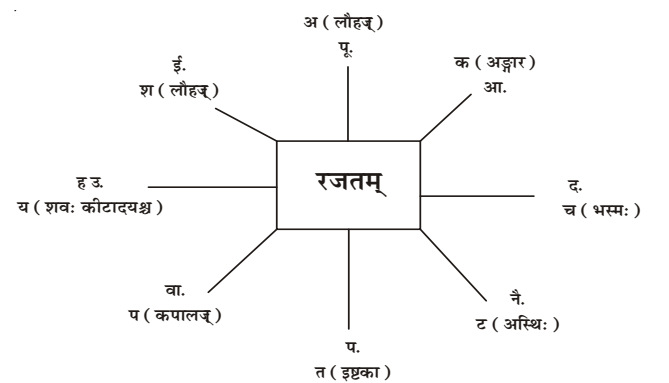 अ ( लौहज् )
पू.
क ( अङ्गार )
आ.
ई.
श ( लौहज् )
रजतम्
ह उ.
य ( शवः कीटादयश्च )
द.
च ( भस्मः )
वा.
प ( कपालज् )
नै.
ट ( अस्थिः )
प.
त ( इष्टका )